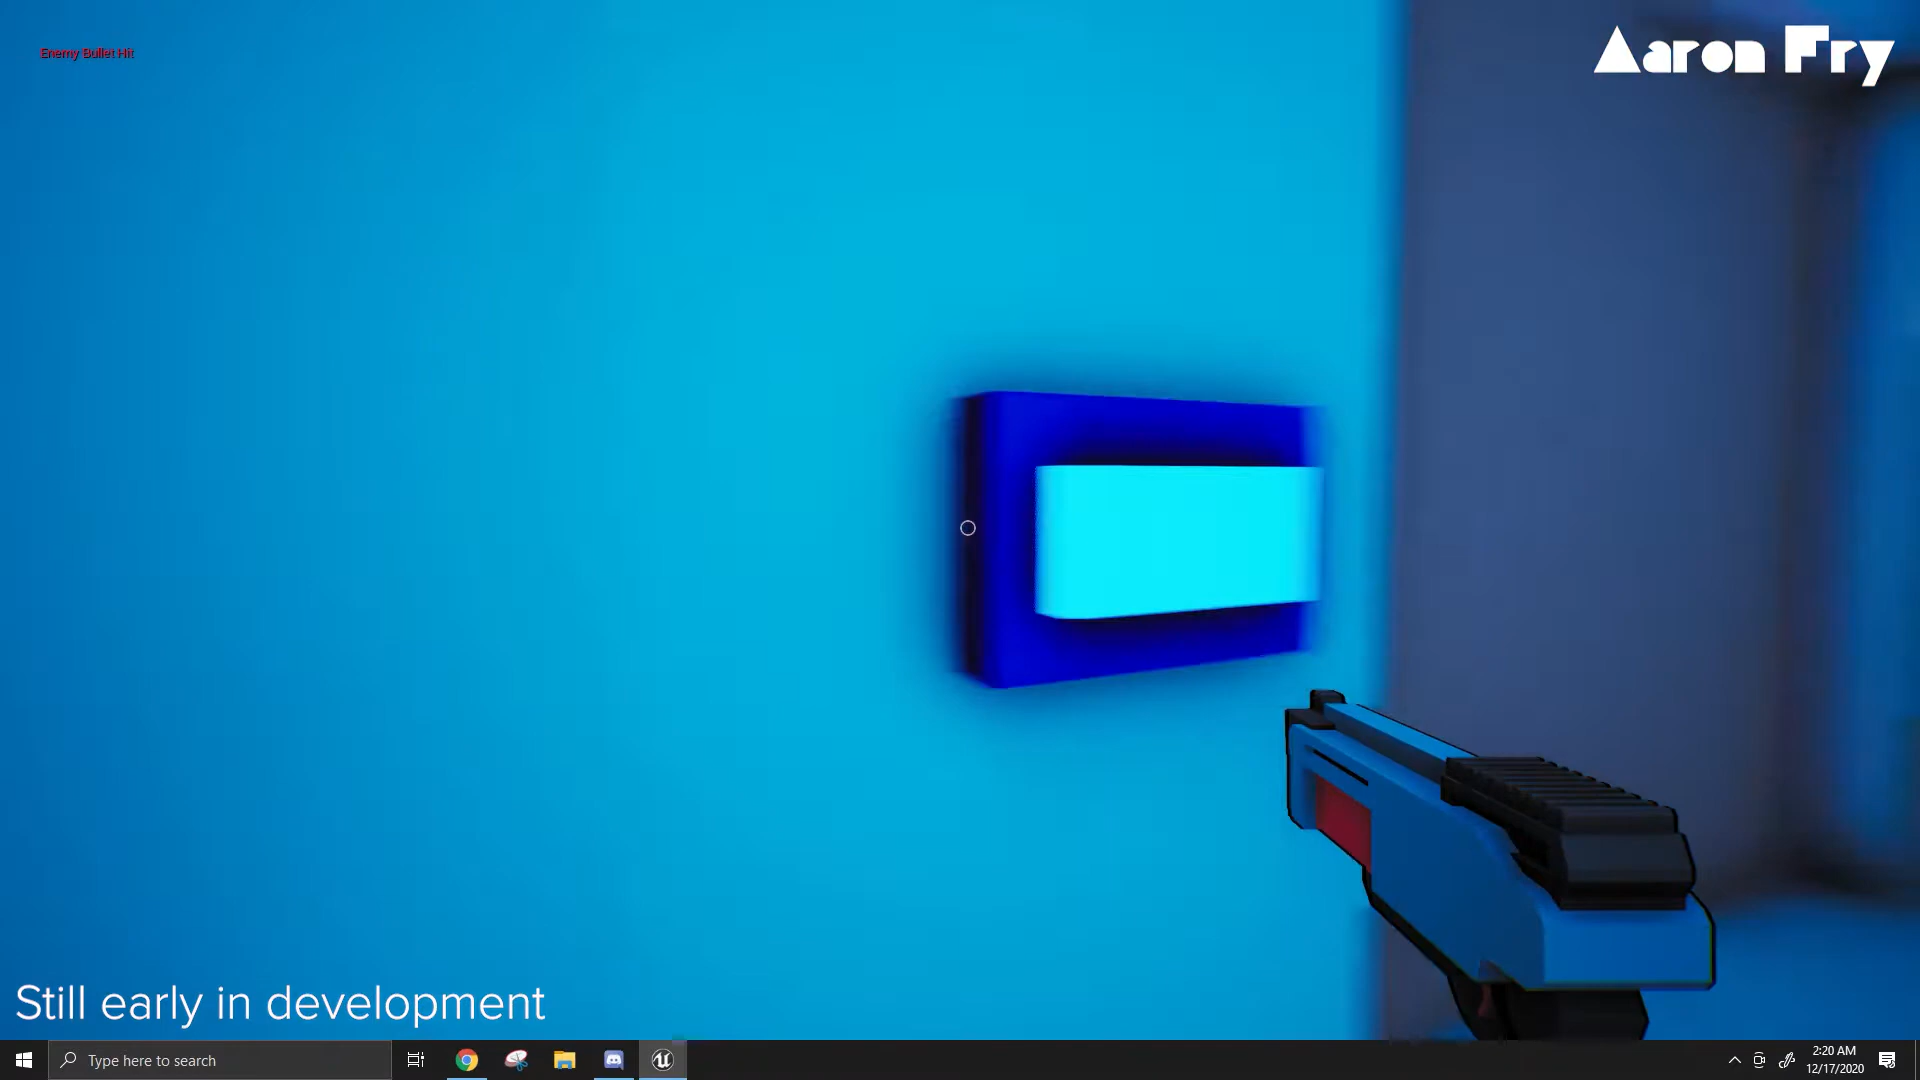 Enemy Bullet Hit
Aaron Fry
Still early in development
Type here to search
2:20 AM
12/17/2020